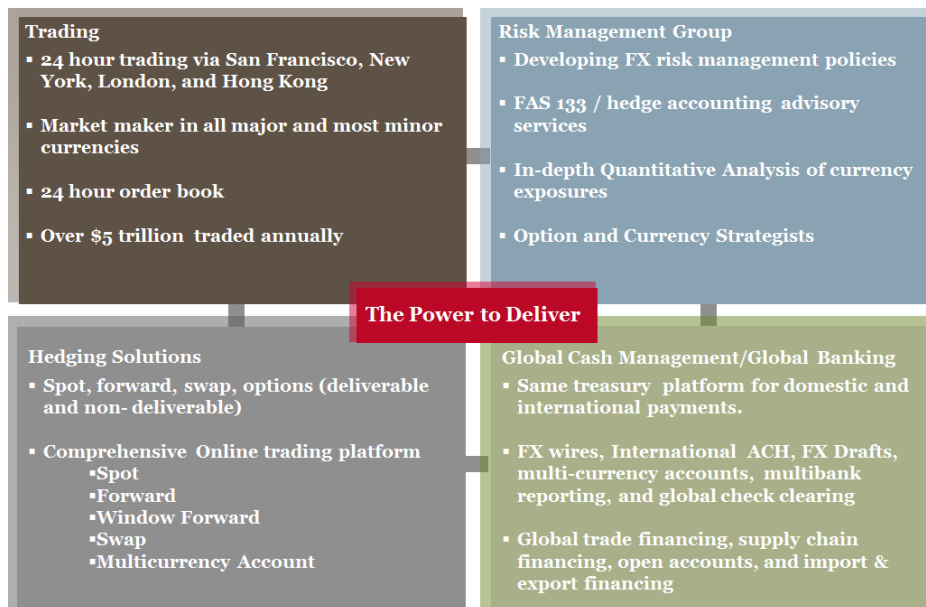 Trading
▪ 24 hour trading via San Francisco, New
York, London, and Hong Kong
▪ Market maker in all major and most minor
currencies
▪ 24 hour order book
▪ Over $5 trillion traded annually
Risk Management Group
▪ Developing FX risk management policies
▪ FAS 133 / hedge accounting advisory
services
▪ In-depth Quantitative Analysis of currency
exposures
▪ Option and Currency Strategists
The Power to Deliver
Hedging Solutions
▪ Spot, forward, swap, options (deliverable
and non- deliverable)
▪ Comprehensive Online trading platform
▪Spot
▪Forward
▪Window Forward
▪Swap
▪Multicurrency Account
Global Cash Management/Global Banking
▪ Same treasury platform for domestic and
international payments.
▪ FX wires, International ACH, FX Drafts,
multi-currency accounts, multibank
reporting, and global check clearing
▪ Global trade financing, supply chain
financing, open accounts, and import &
export financing